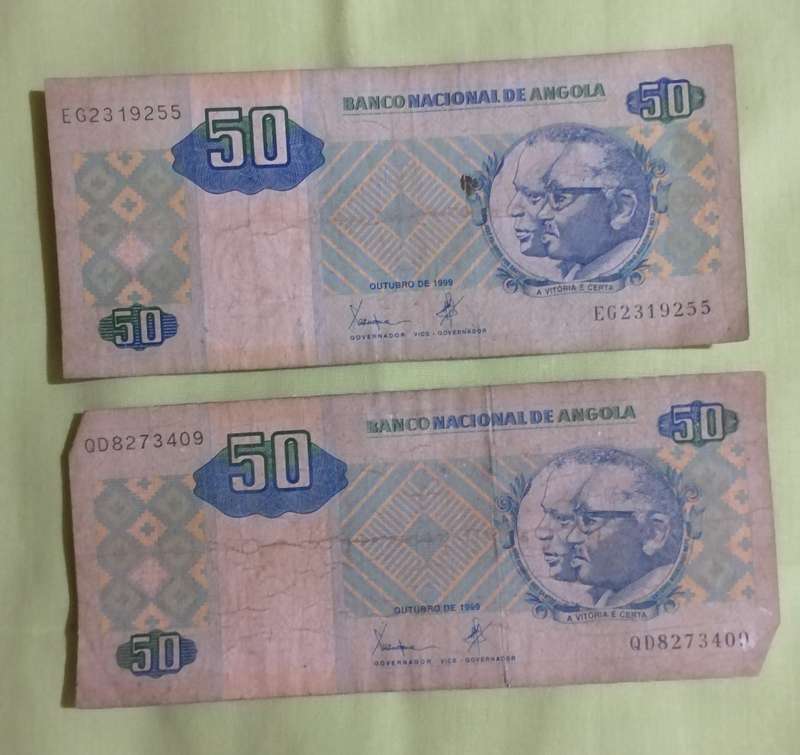 EG2319255
50
BANCO NACIONAL DE ANGOLA
50
OUTUBRO DE 1999
A VITÓRIA É CERTA
50
EG2319255
GOVERNADOR VICE - GOVERNADOR
QD8273409
50
BANCO NACIONAL DE ANGOLA
50
OUTUBRO DE 1999
A VITÓRIA É CERTA
50
QD8273409
GOVERNADOR VICE - GOVERNADOR